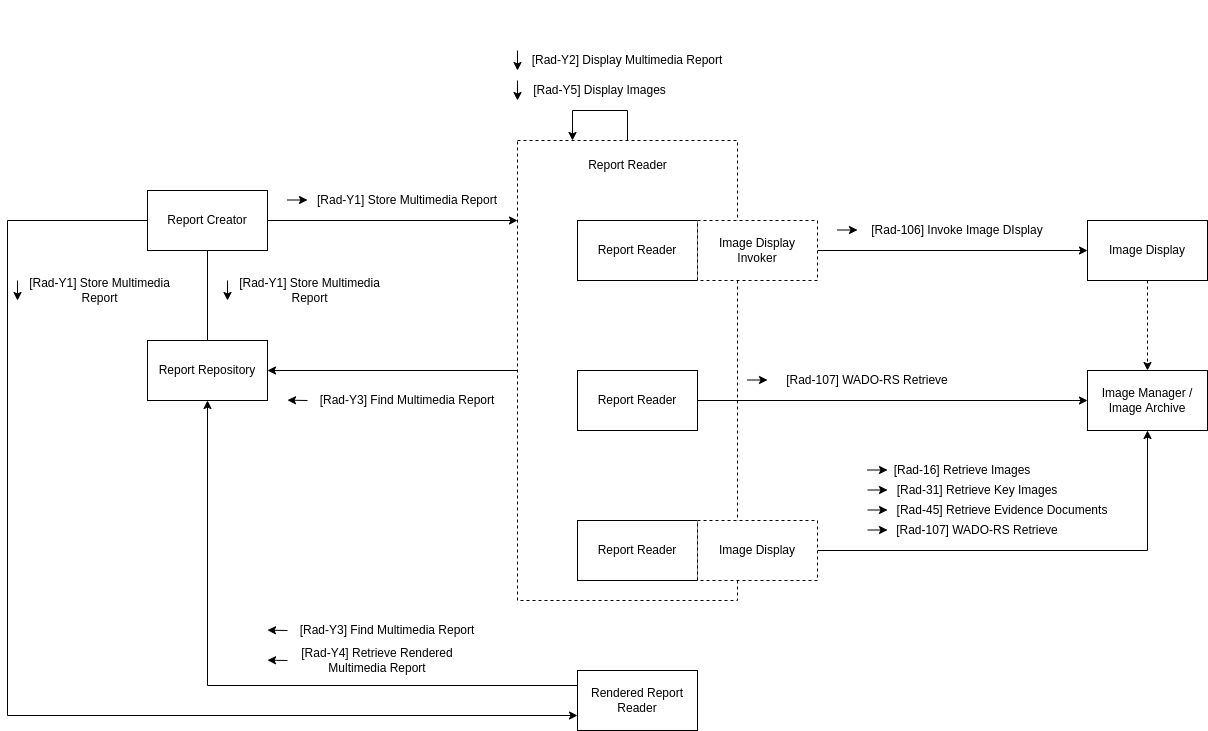 [Rad-Y2] Display Multimedia Report
[Rad-Y5] Display Images
Report Reader
Report Creator
[Rad-Y1] Store Multimedia Report
Report Reader
Image Display
Invoker
[Rad-106] Invoke Image DIsplay
Image Display
[Rad-Y1] Store Multimedia
Report
[Rad-Y1] Store Multimedia
Report
Report Repository
[Rad-Y3] Find Multimedia Report
Report Reader
[Rad-107] WADO-RS Retrieve
Image Manager /
Image Archive
[Rad-16] Retrieve Images
[Rad-31] Retrieve Key Images
[Rad-45] Retrieve Evidence Documents
[Rad-107] WADO-RS Retrieve
Report Reader
Image Display
[Rad-Y3] Find Multimedia Report
[Rad-Y4] Retrieve Rendered
Multimedia Report
Rendered Report
Reader